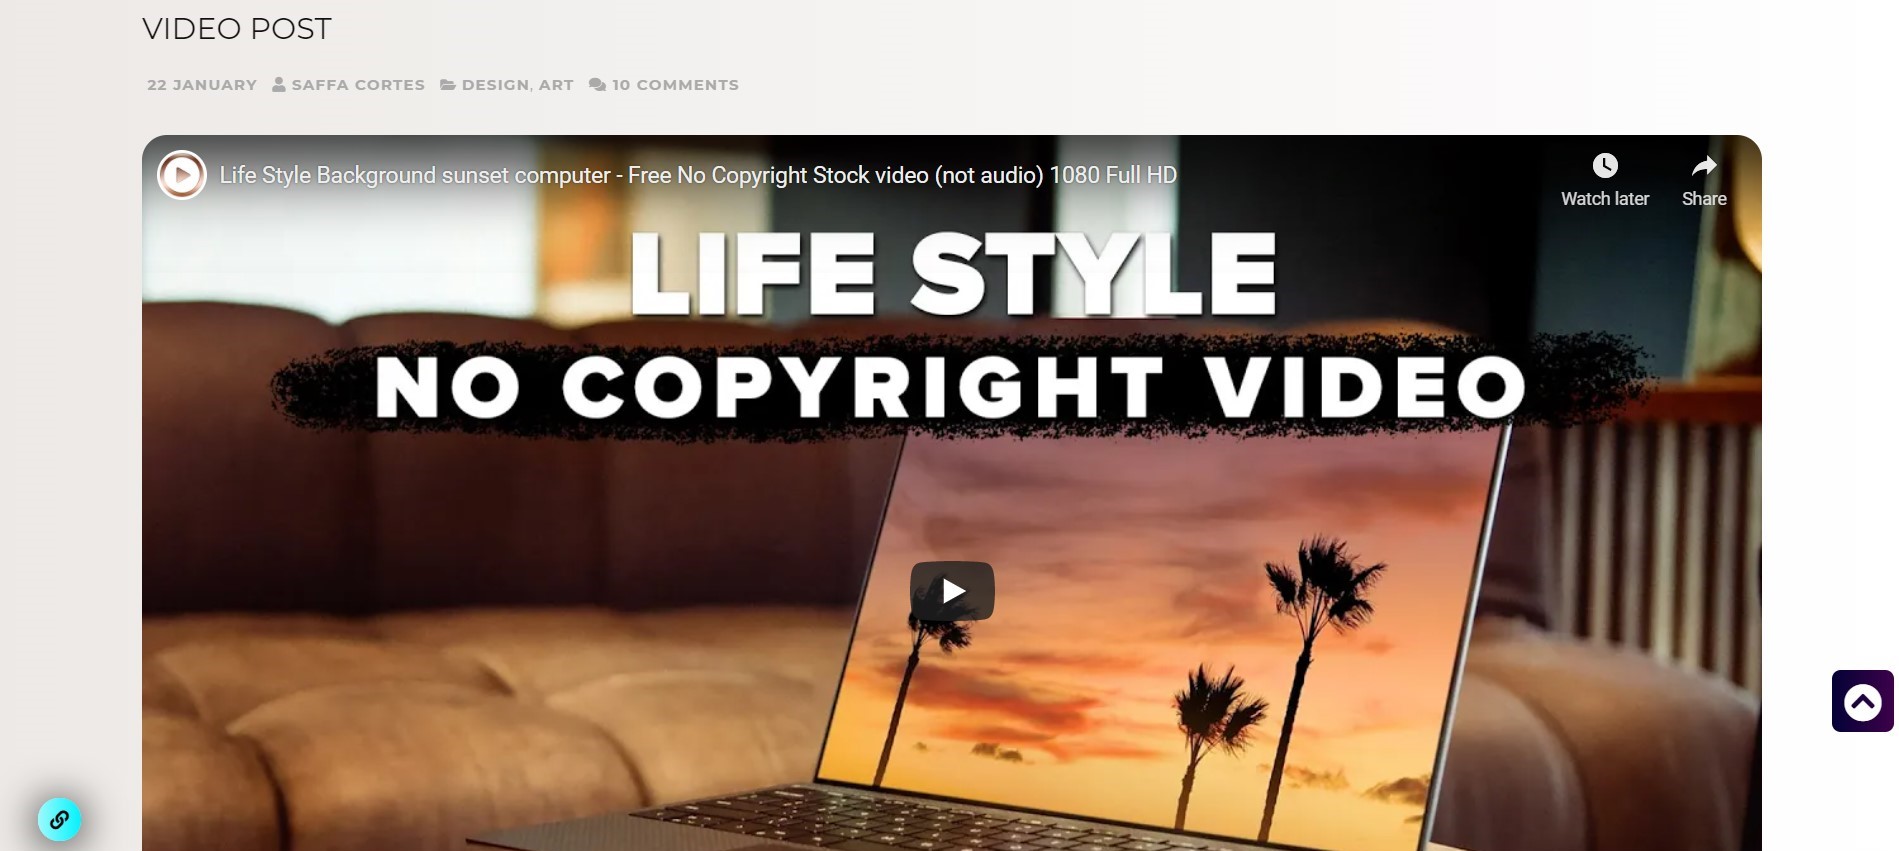 VIDEO POST
22 JANUARY SAFFA CORTES DESIGN, ART 10 COMMENTS
Life Style Background sunset computer - Free No Copyright Stock video (not audio) 1080 Full HD
Watch later Share
LIFE STYLE
NO COPYRIGHT VIDEO